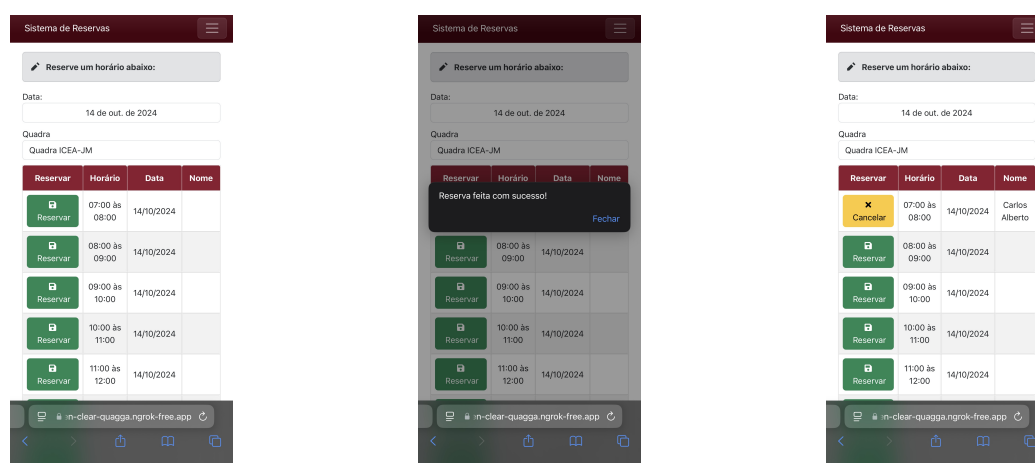 Sistema de Reservas
Reserve um horário abaixo:
Data:
14 de out. de 2024
Quadra
Quadra ICEA-JM
Reservar Horário Data Nome
Reservar 07:00 às 08:00 14/10/2024
Reservar 08:00 às 09:00 14/10/2024
Reservar 09:00 às 10:00 14/10/2024
Reservar 10:00 às 11:00 14/10/2024
Reservar 11:00 às 12:00 14/10/2024
n-clear-quagga.ngrok-free.app
Sistema de Reservas
Reserve um horário abaixo:
Data:
14 de out. de 2024
Quadra
Quadra ICEA-JM
Reservar Horário Data Nome
Reserva feita com sucesso!
Fechar
Reservar 08:00 às 09:00 14/10/2024
Reservar 09:00 às 10:00 14/10/2024
Reservar 10:00 às 11:00 14/10/2024
Reservar 11:00 às 12:00 14/10/2024
n-clear-quagga.ngrok-free.app
Sistema de Reservas
Reserve um horário abaixo:
Data:
14 de out. de 2024
Quadra
Quadra ICEA-JM
Reservar Horário Data Nome
Cancelar 07:00 às 08:00 14/10/2024 Carlos Alberto
Reservar 08:00 às 09:00 14/10/2024
Reservar 09:00 às 10:00 14/10/2024
Reservar 10:00 às 11:00 14/10/2024
Reservar 11:00 às 12:00 14/10/2024
n-clear-quagga.ngrok-free.app